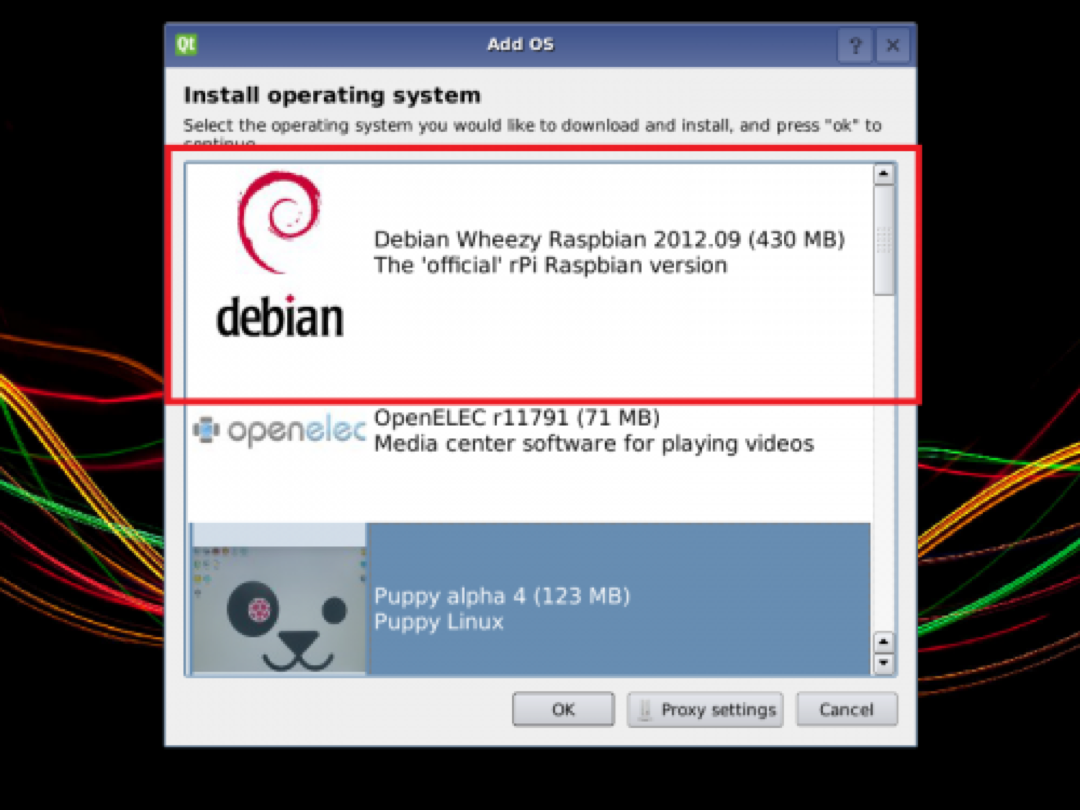 Qt
Add OS
?
Install operating system
Select the operating system you would like to download and install, and press "ok" to
continue.
debian
Debian Wheezy Raspbian 2012.09 (430 MB)
The 'official' rPi Raspbian version
openelec
OpenELEC r11791 (71 MB)
Media center software for playing videos
Puppy alpha 4 (123 MB)
Puppy Linux
OK
Proxy settings
Cancel